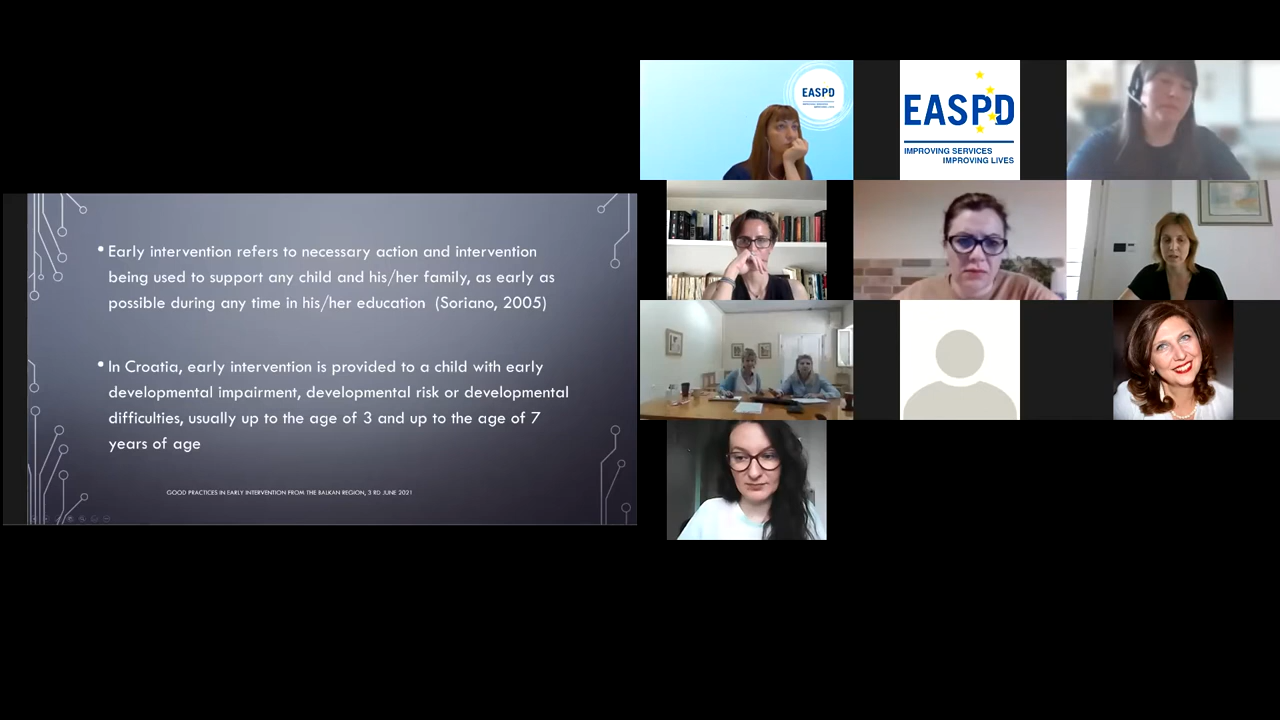 • Early intervention refers to necessary action and intervention
being used to support any child and his/her family, as early as
possible during any time in his/her education (Soriano, 2005)
• In Croatia, early intervention is provided to a child with early
developmental impairment, developmental risk or developmental
difficulties, usually up to the age of 3 and up to the age of 7
years of age
GOOD PRACTICES IN EARLY INTERVENTION FROM THE BALKAN REGION, 3 RD JUNE 2021
EASPD
EASPD
IMPROVING SERVICES
IMPROVING LIVES